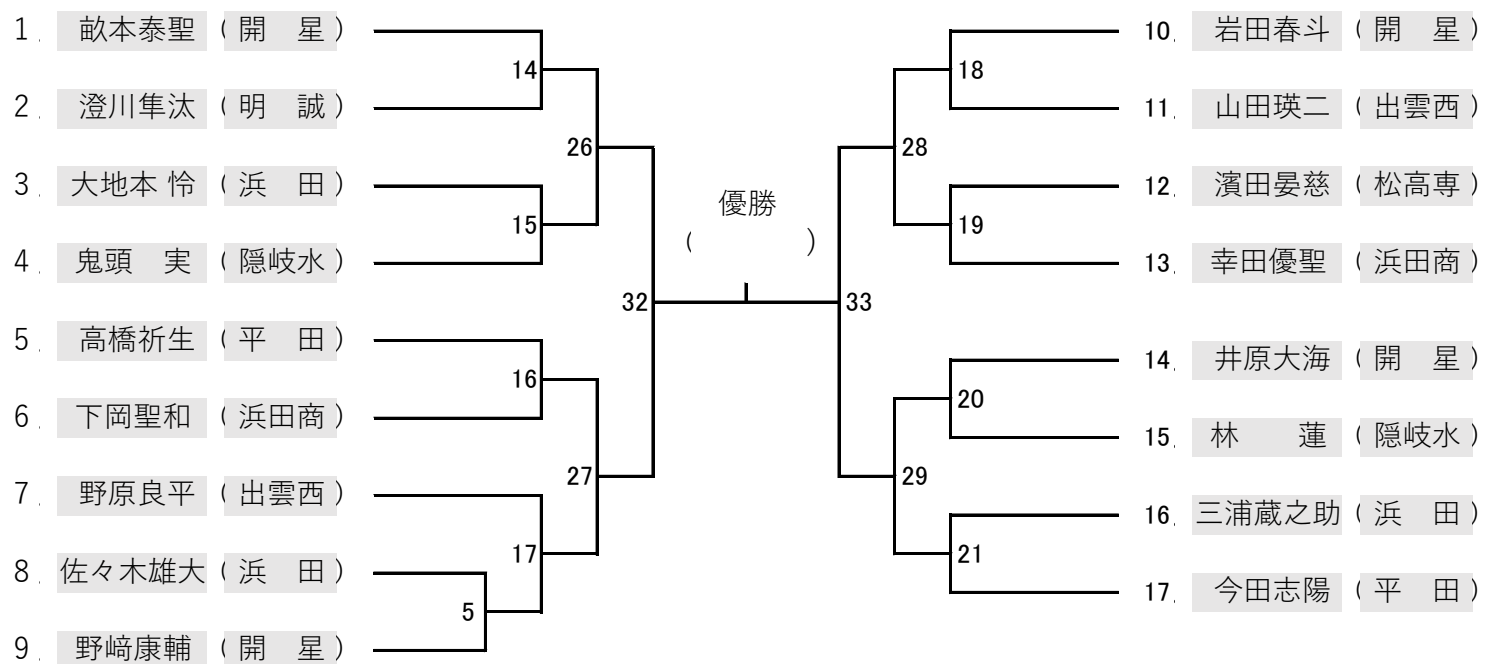 1. 畝本泰聖 ( 開　星 )
14
2. 澄川隼汰 ( 明　誠 )
26
3. 大地本 怜 ( 浜　田 )
15
4. 鬼頭　実 ( 隠岐水 )
32
5. 高橋祈生 ( 平　田 )
16
6. 下岡聖和 ( 浜田商 )
27
7. 野原良平 ( 出雲西 )
17
8. 佐々木雄大 ( 浜　田 )
5
9. 野﨑康輔 ( 開　星 )
優勝
(　　　)
10. 岩田春斗 ( 開　星 )
18
11. 山田瑛二 ( 出雲西 )
28
12. 濱田晏慈 ( 松高専 )
19
13. 幸田優聖 ( 浜田商 )
33
14. 井原大海 ( 開　星 )
20
15. 林　　蓮 ( 隠岐水 )
29
16. 三浦蔵之助 ( 浜　田 )
21
17. 今田志陽 ( 平　田 )